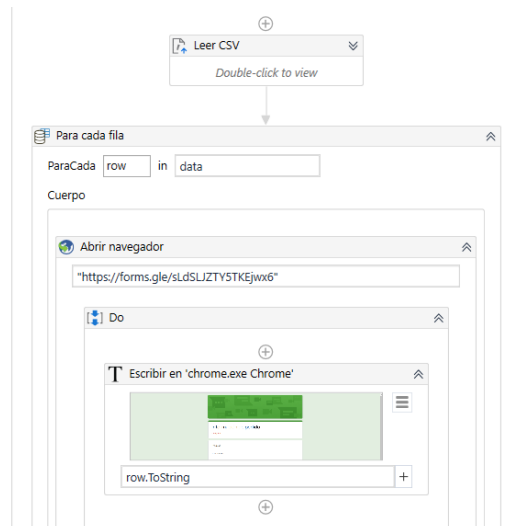 Leer CSV
Double-click to view
Para cada fila
ParaCada row in data
Cuerpo
Abrir navegador
"https://forms.gle/sLdSLJZTY5TKEjwx6"
Do
T Escribir en 'chrome.exe Chrome'
row.ToString